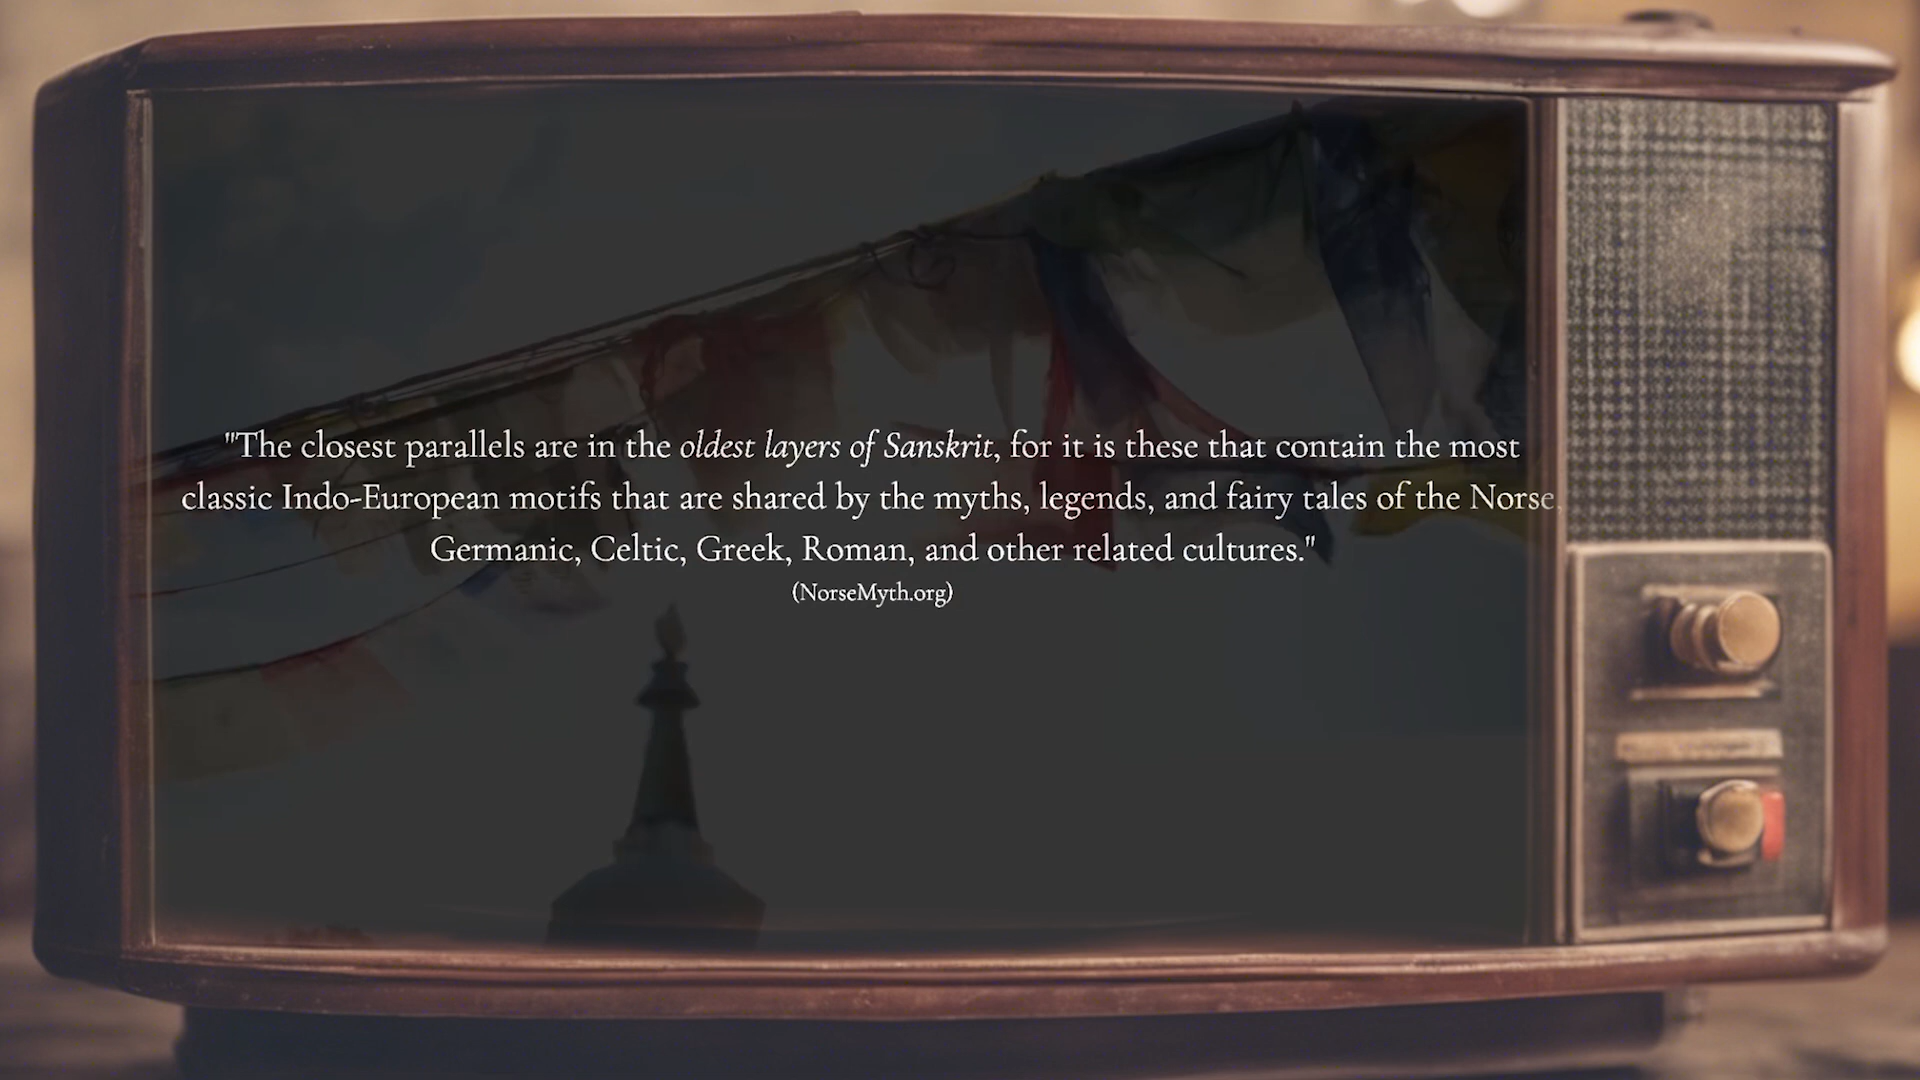 "The closest parallels are in the oldest layers of Sanskrit, for it is these that contain the most
classic Indo-European motifs that are shared by the myths, legends, and fairy tales of the Norse,
Germanic, Celtic, Greek, Roman, and other related cultures."
(NorseMyth.org)